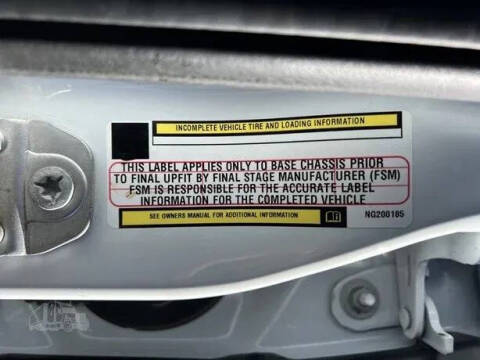 INCOMPLETE VEHICLE TIRE AND LOADING INFORMATION
THIS LABEL APPLIES ONLY TO BASE CHASSIS PRIOR
TO FINAL UPFIT BY FINAL STAGE MANUFACTURER (FSM)
FSM IS RESPONSIBLE FOR THE ACCURATE LABEL
INFORMATION FOR THE COMPLETED VEHICLE
SEE OWNERS MANUAL FOR ADDITIONAL INFORMATION
NG200185